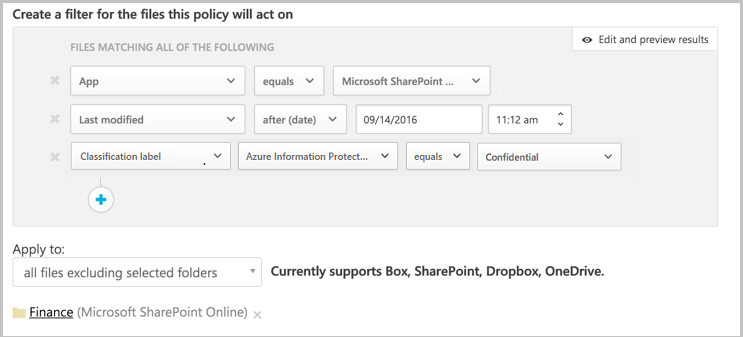 Create a filter for the files this policy will act on
FILES MATCHING ALL OF THE FOLLOWING
Edit and preview results
App equals Microsoft SharePoint ...
Last modified after (date) 09/14/2016 11:12 am
Classification label . Azure Information Protect... equals Confidential
Apply to:
all files excluding selected folders Currently supports Box, SharePoint, Dropbox, OneDrive.
Finance (Microsoft SharePoint Online)